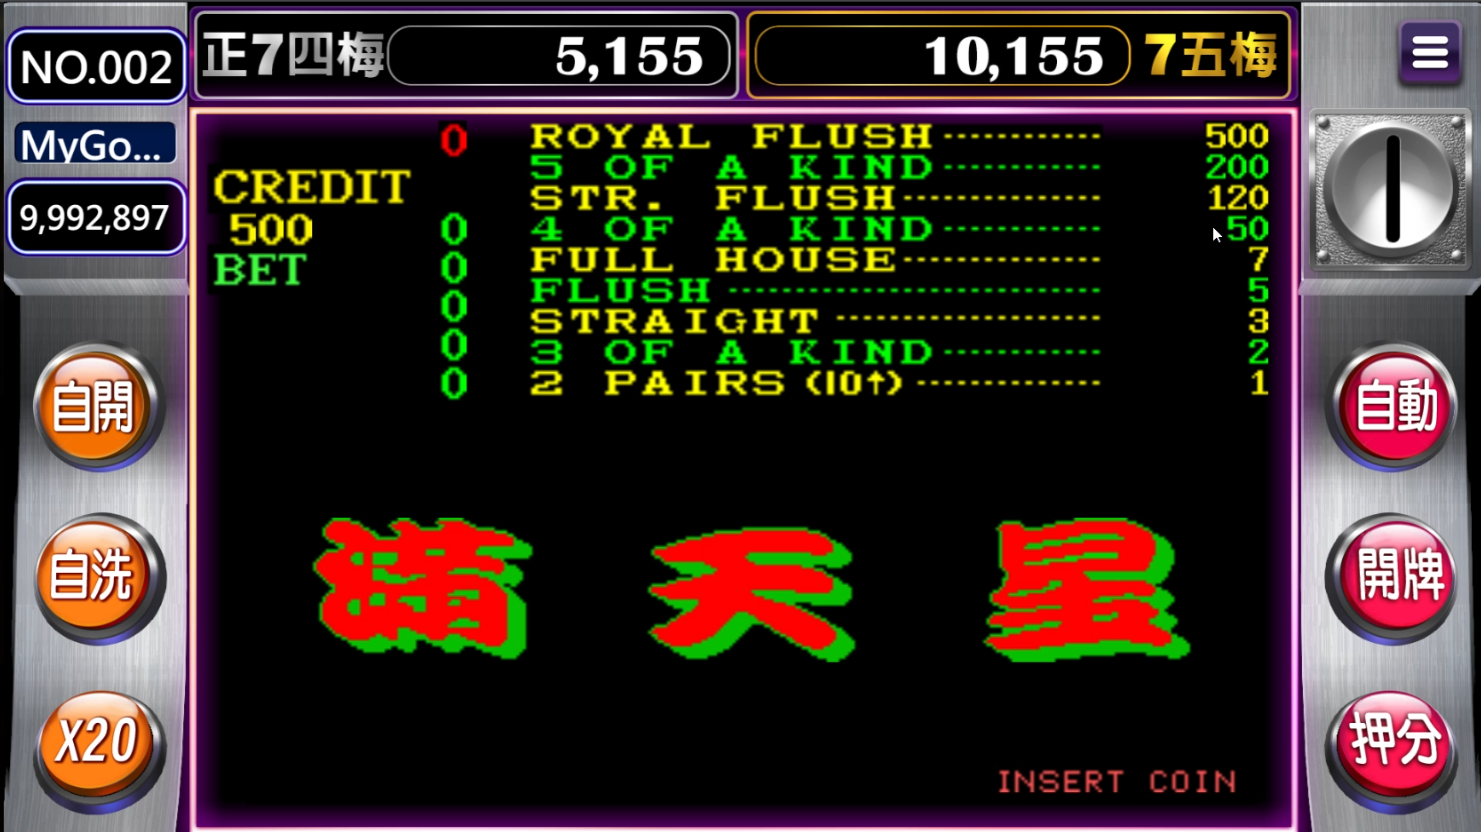 NO.002
MyGo...
9,992,897
正7四梅 5,155
10,155 7五梅
0 ROYAL FLUSH 500
5 OF A KIND 200
CREDIT STR. FLUSH 120
500 0 4 OF A KIND 50
FULL HOUSE 7
BET 0 FLUSH 5
0 STRAIGHT 3
0 3 OF A KIND 2
0 2 PAIRS (10↑) 1
自開
自洗
X20
滿天星
INSERT COIN
自動
開牌
押分